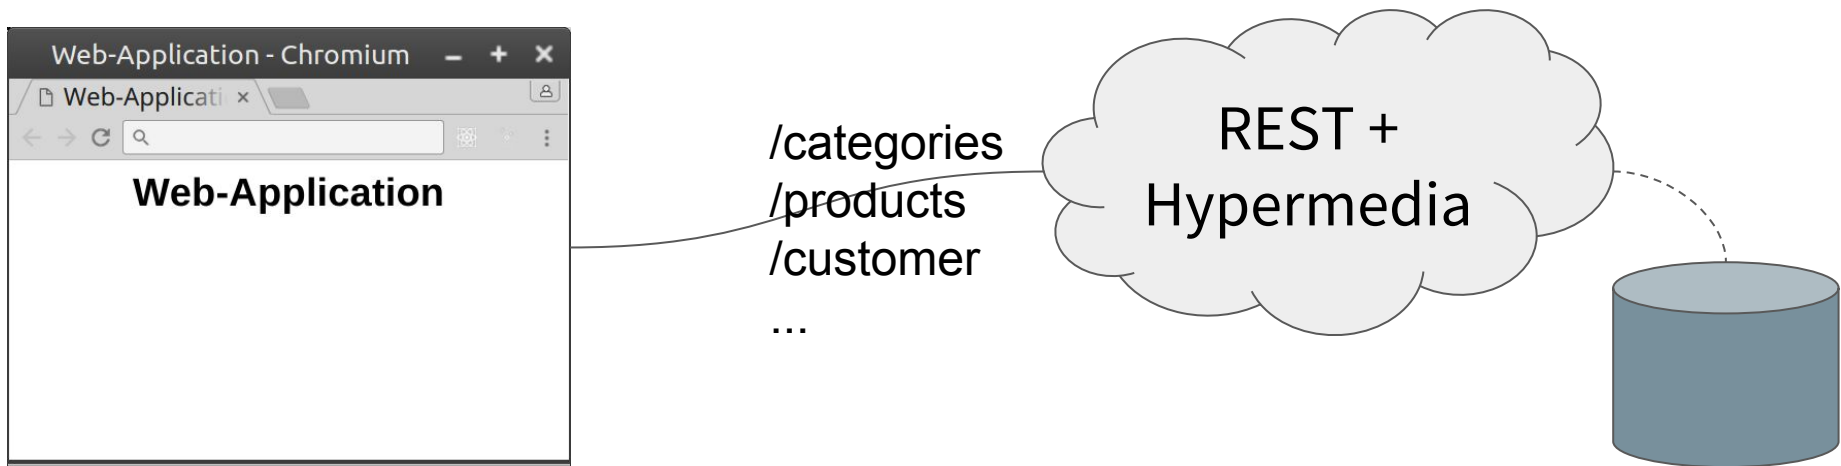 Web-Application - Chromium
Web-Applicati
Web-Application
/categories
/products
/customer
...
REST +
Hypermedia